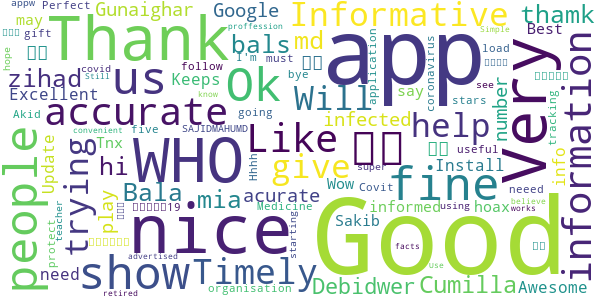 appw Perfect Gunaighar Google
may gift bals md Informative thamk
Thank app Best
hope I'm must application say coronavirus load
zihad covid us Ok Will very information
Excellent Keeps follow bye stars number see
Akid going infected tracking
Still proffession accurate help Simple
know five SAJIDMAHUMD Like Install useful
people Update trying Tnx WHO Hhhh give fine neeed info
hi nice acurate Wow Covit informed super hoax using works
play Bala mia Medicine believe
protect teacher starting Sakib facts convenient
need show Timely Debidwer Cumilla
advertised organisation use Awesome
retired Good